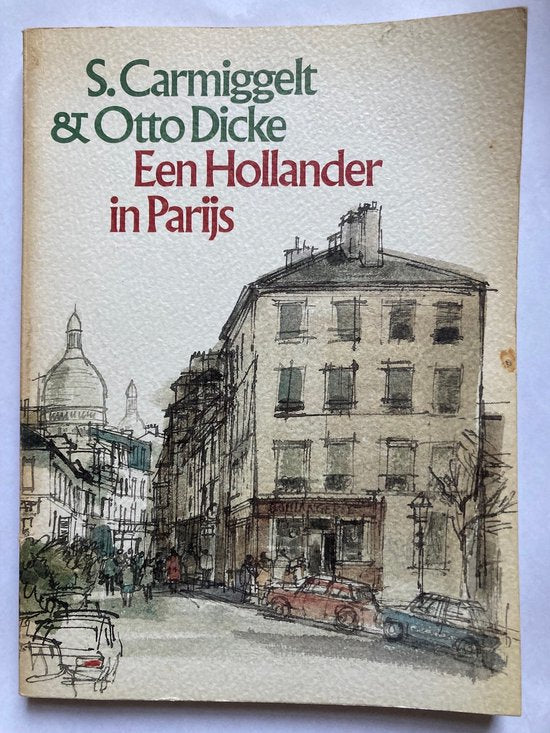 S. Carmiggelt
& Otto Dicke
Een Hollander
in Parijs